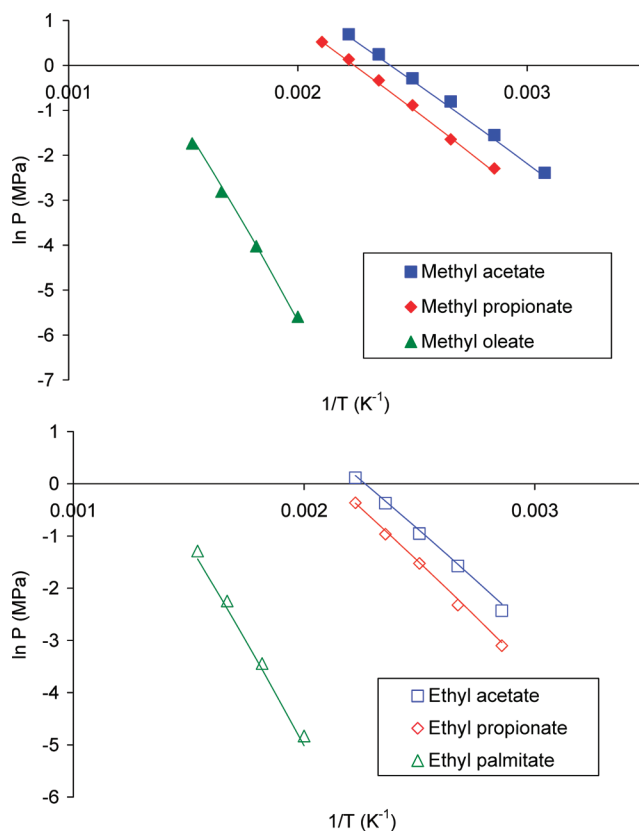 1
0
0.001
0.002
0.003
-1
-2
-3
-4
-5
-6
-7
ln P (MPa)
Methyl acetate
Methyl propionate
Methyl oleate
1/T (K⁻¹)
1
0
0.001
0.002
0.003
-1
-2
-3
-4
-5
-6
ln P (MPa)
Ethyl acetate
Ethyl propionate
Ethyl palmitate
1/T (K⁻¹)